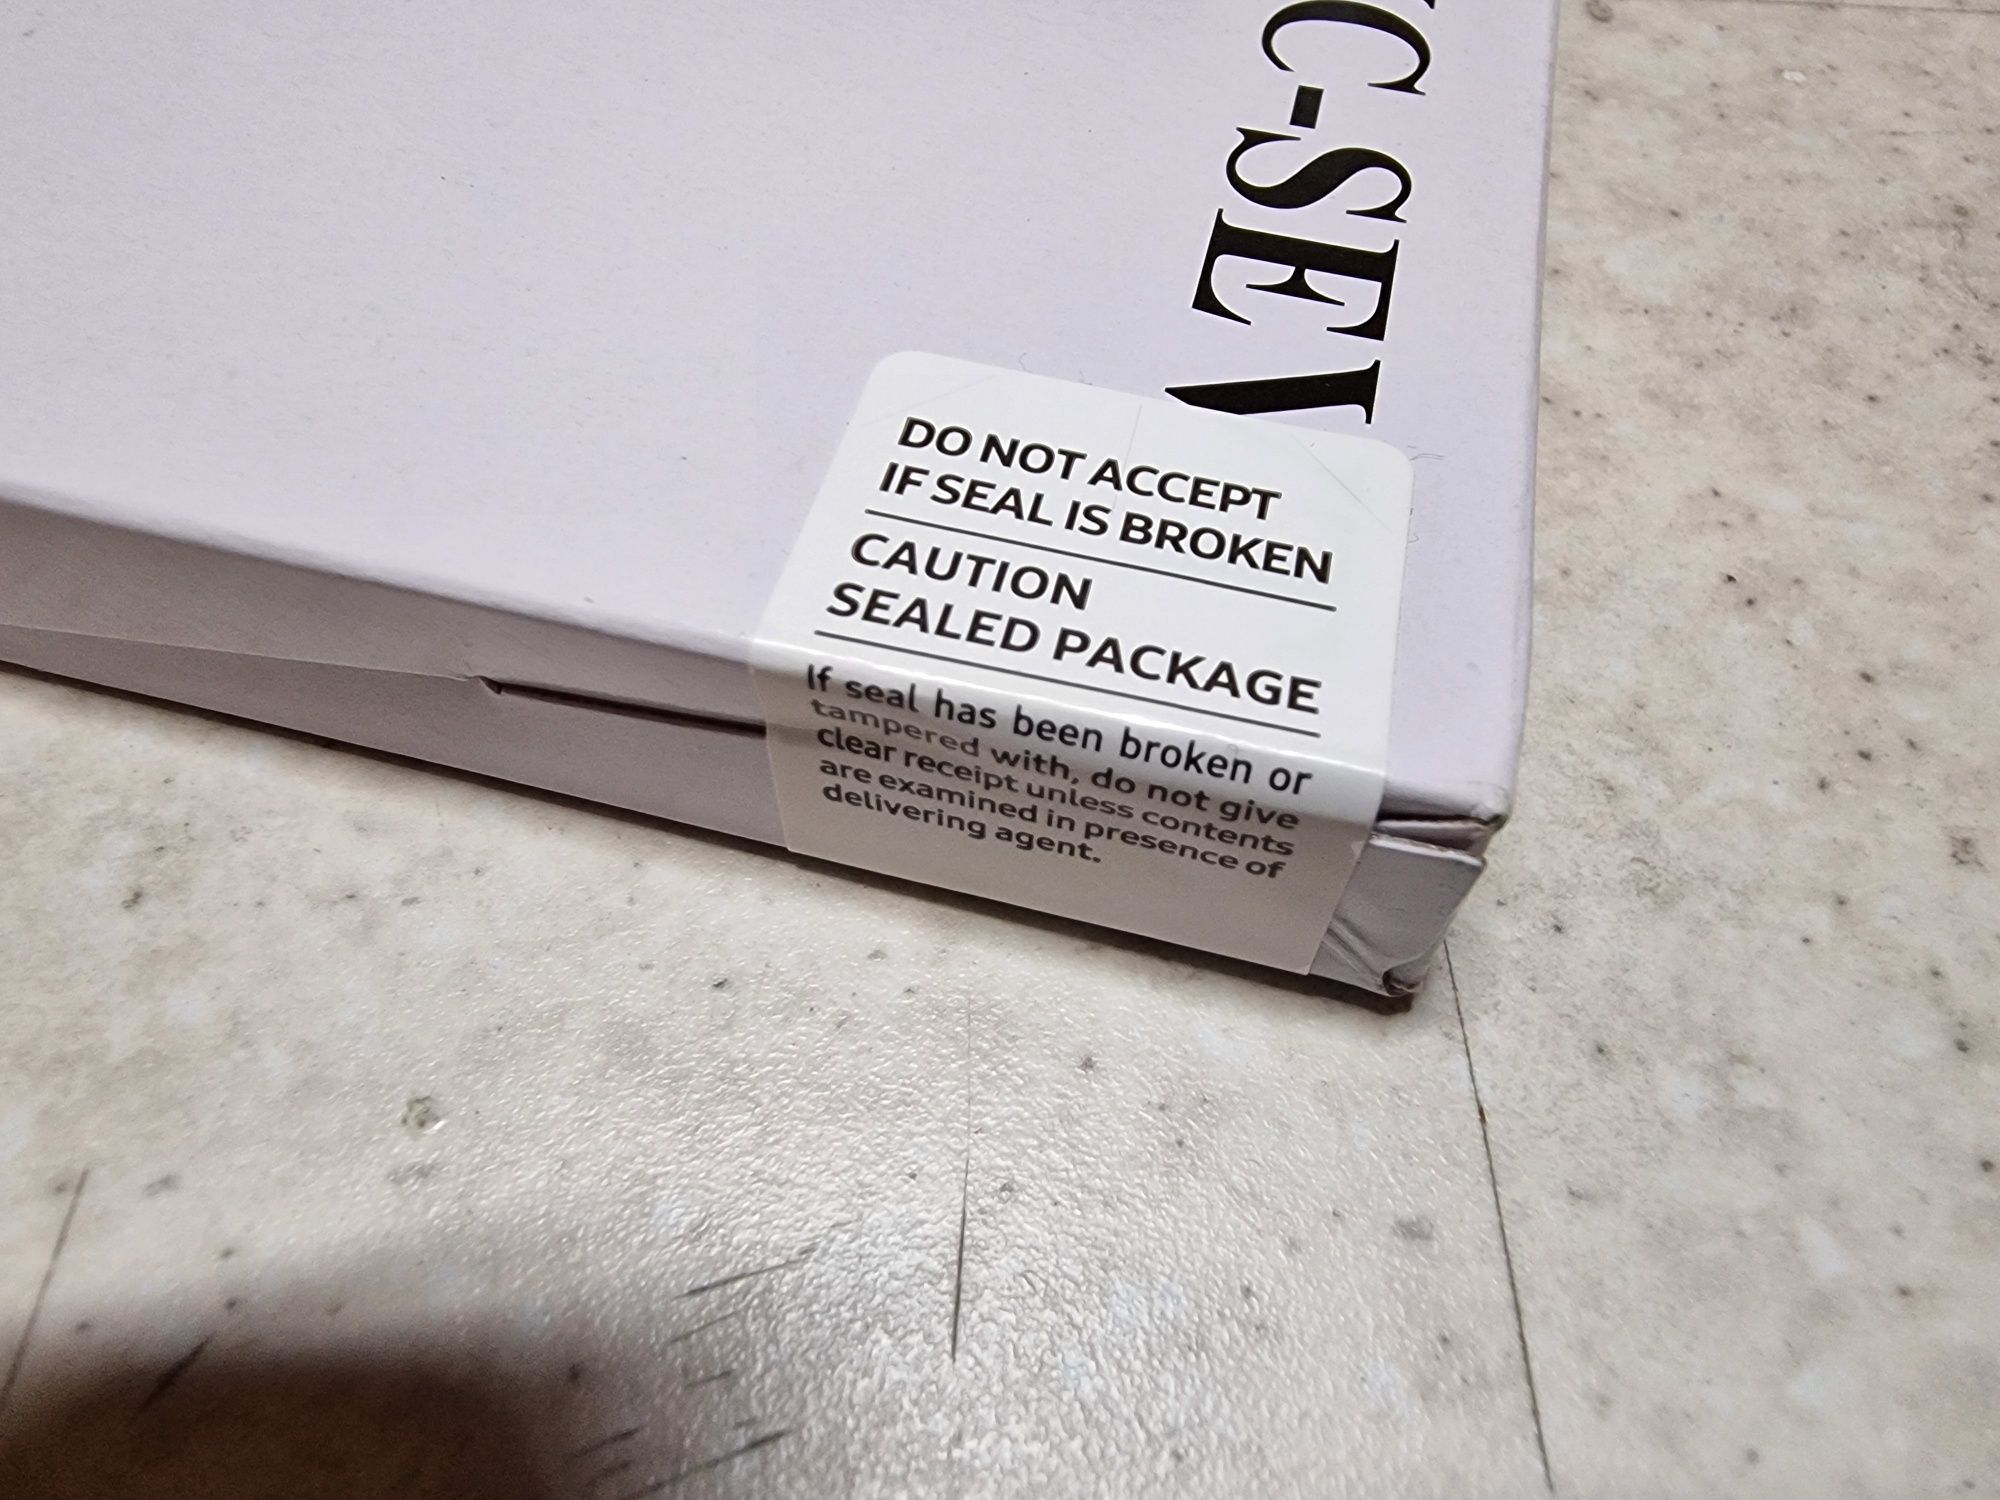 C-SE
DO NOT ACCEPT
IF SEAL IS BROKEN
CAUTION
SEALED PACKAGE
If seal has been broken or
tampered with, do not give
clear receipt unless contents
are examined in presence of
delivering agent.